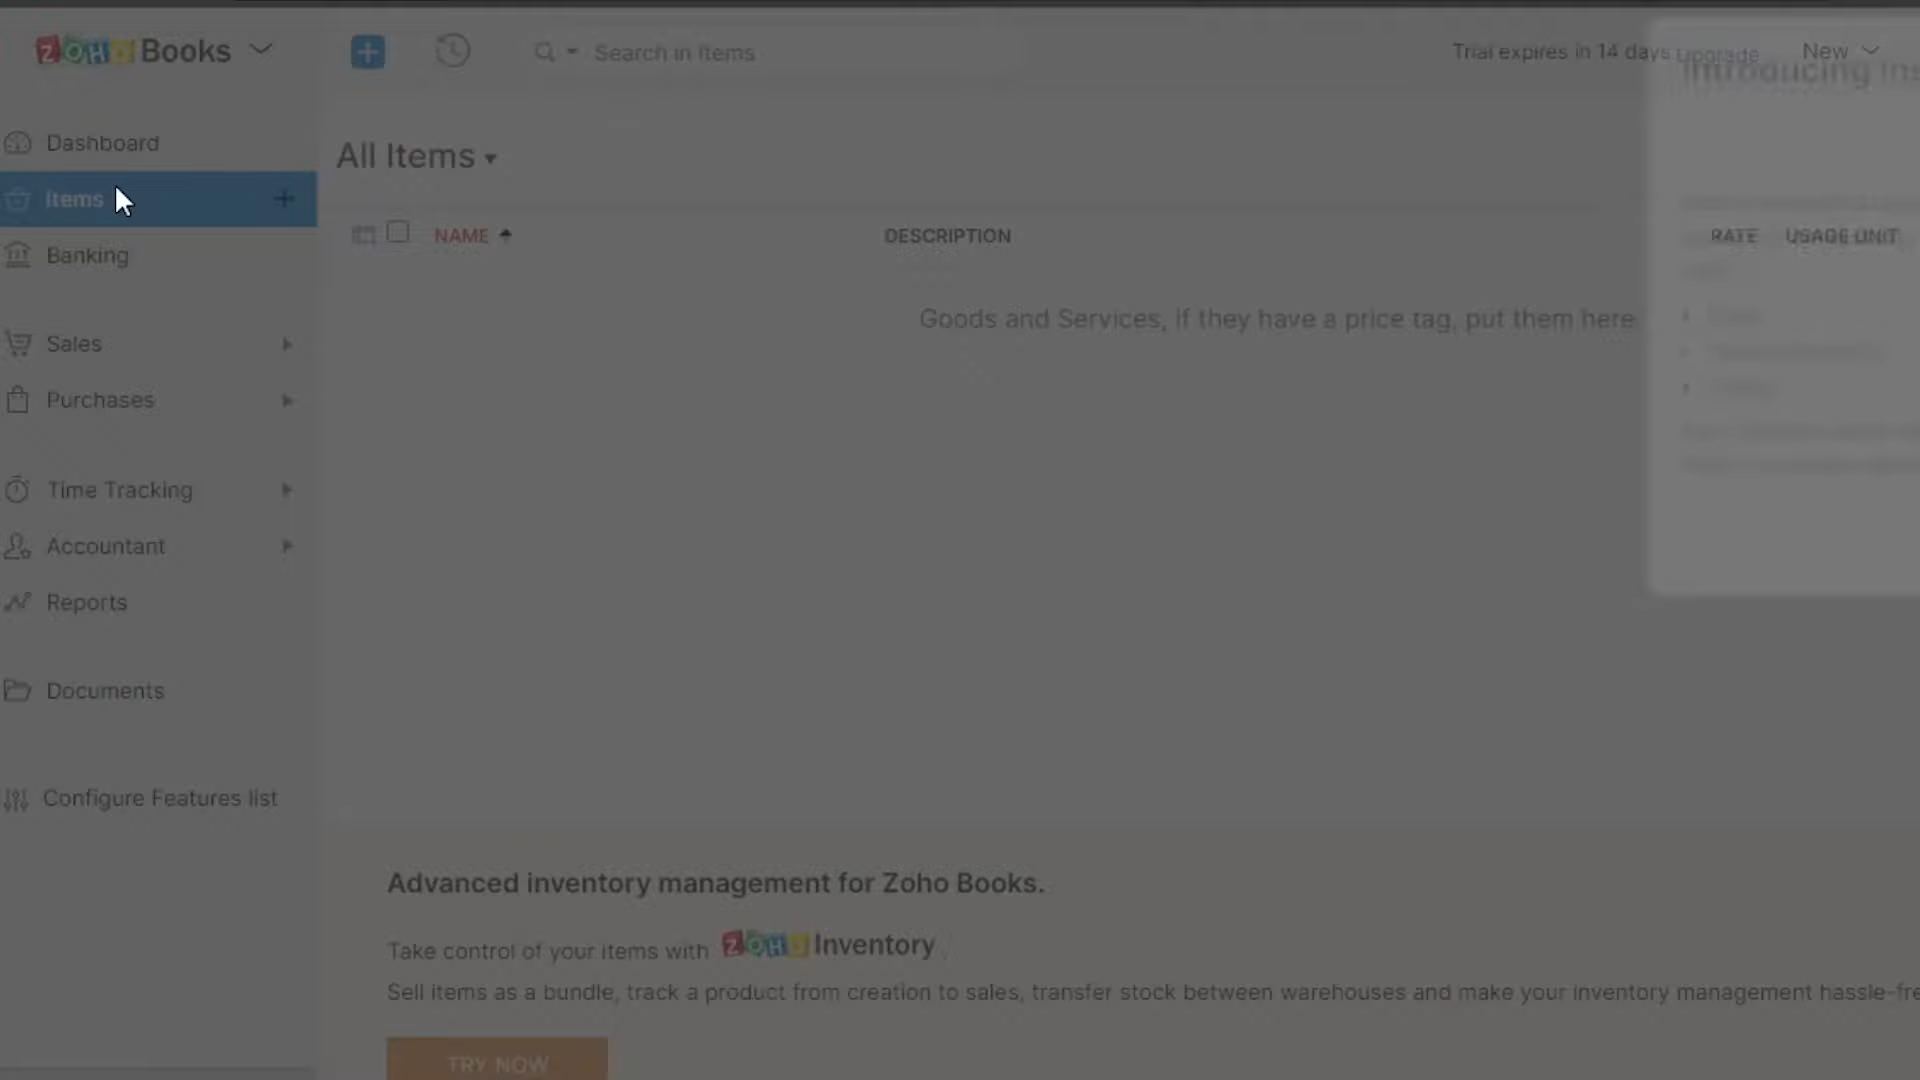 ZOHO Books
Search in Items
Trial expires in 14 days
Upgrade
New
Introducing Ins
Dashboard
Items
Banking
Sales
Purchases
Time Tracking
Accountant
Reports
Documents
Configure Features list
All Items
NAME
DESCRIPTION
RATE
USAGE UNIT
Goods and Services, if they have a price tag, put them here
Advanced inventory management for Zoho Books.
Take control of your items with ZOHO Inventory .
Sell items as a bundle, track a product from creation to sales, transfer stock between warehouses and make your inventory management hassle-fre
TRY NOW